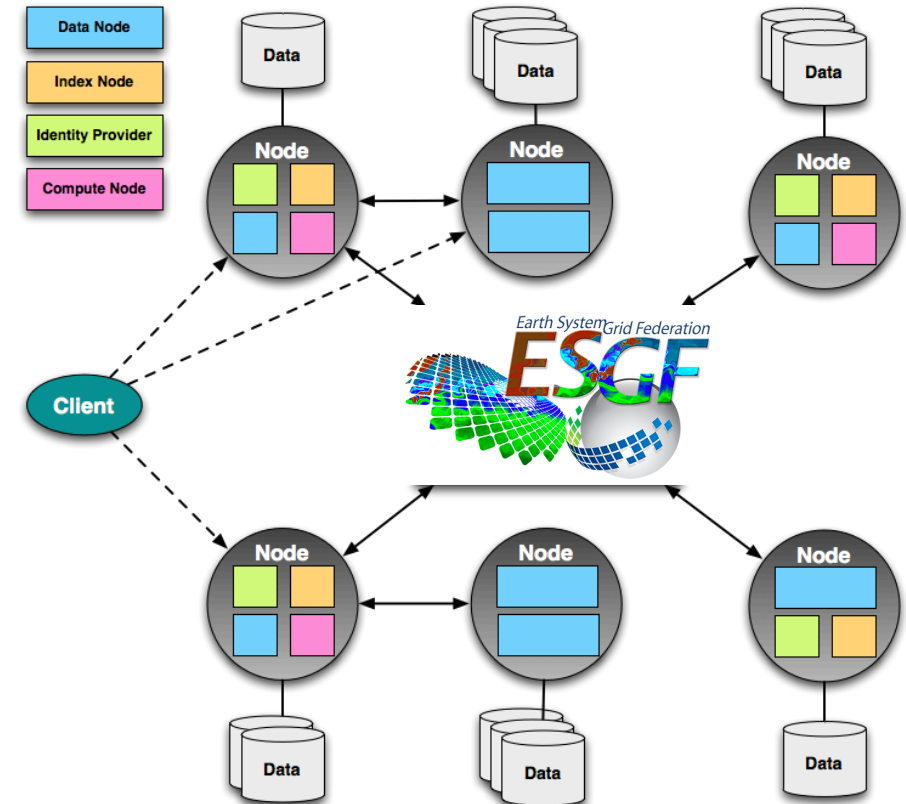 Data Node
Index Node
Identity Provider
Compute Node
Data
Data
Data
Node
Node
Node
Earth System Grid Federation
ESGF
Client
Node
Node
Node
Data
Data
Data